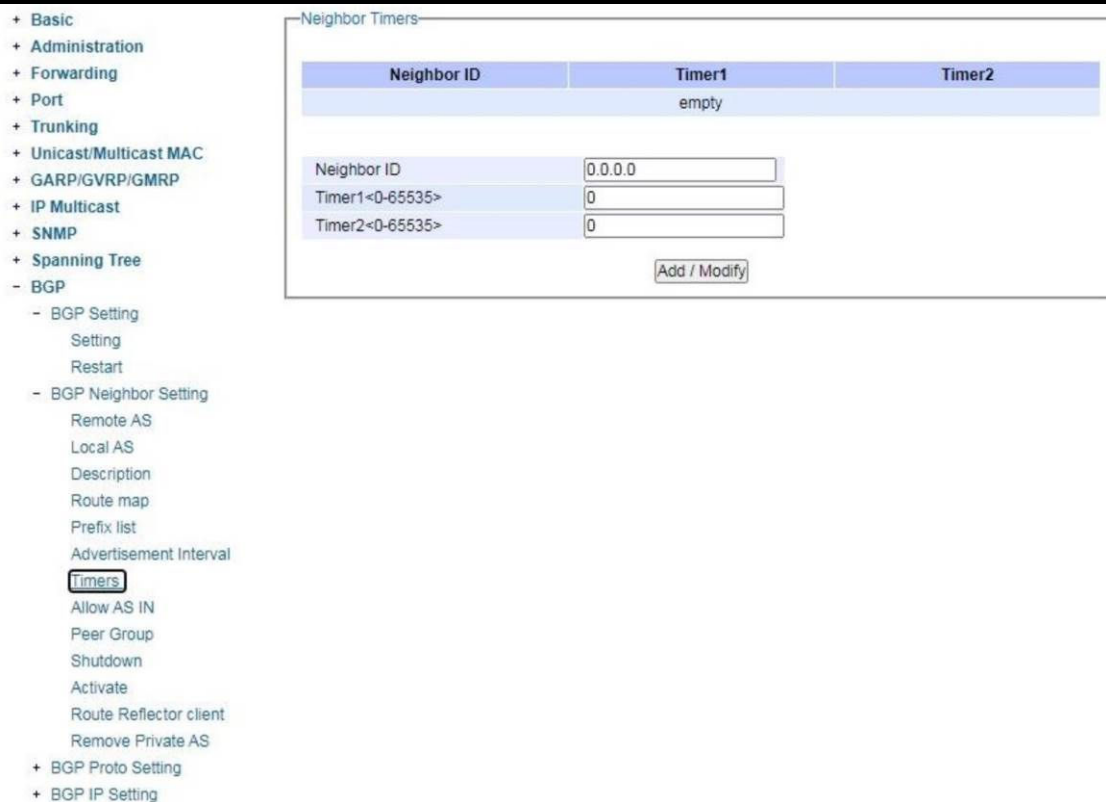 + Basic
+ Administration
+ Forwarding
+ Port
+ Trunking
+ Unicast/Multicast MAC
+ GARP/GVRP/GMRP
+ IP Multicast
+ SNMP
+ Spanning Tree
- BGP
- BGP Setting
Setting
Restart
- BGP Neighbor Setting
Remote AS
Local AS
Description
Route map
Prefix list
Advertisement Interval
Timers
Allow AS IN
Peer Group
Shutdown
Activate
Route Reflector client
Remove Private AS
+ BGP Proto Setting
+ BGP IP Setting
Neighbor Timers
Neighbor ID Timer1 Timer2
empty
Neighbor ID 0.0.0.0
Timer1<0-65535> 0
Timer2<0-65535> 0
Add / Modify